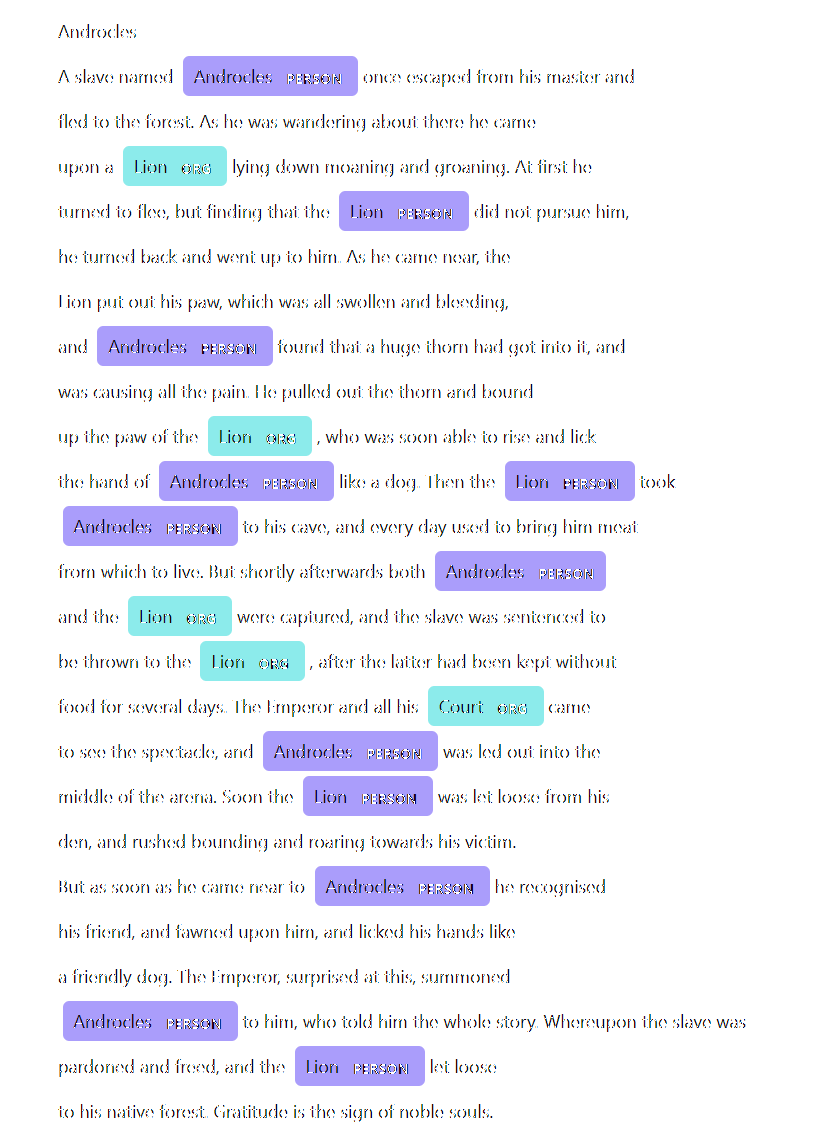 Androcles
A slave named Androcles PERSON once escaped from his master and
fled to the forest. As he was wandering about there he came
upon a Lion ORG lying down moaning and groaning. At first he
turned to flee, but finding that the Lion PERSON did not pursue him,
he turned back and went up to him. As he came near, the
Lion put out his paw, which was all swollen and bleeding,
and Androcles PERSON found that a huge thorn had got into it, and
was causing all the pain. He pulled out the thorn and bound
up the paw of the Lion ORG , who was soon able to rise and lick
the hand of Androcles PERSON like a dog. Then the Lion PERSON took
Androcles PERSON to his cave, and every day used to bring him meat
from which to live. But shortly afterwards both Androcles PERSON
and the Lion ORG were captured, and the slave was sentenced to
be thrown to the Lion ORG , after the latter had been kept without
food for several days. The Emperor and all his Court ORG came
to see the spectacle, and Androcles PERSON was led out into the
middle of the arena. Soon the Lion PERSON was let loose from his
den, and rushed bounding and roaring towards his victim.
But as soon as he came near to Androcles PERSON he recognised
his friend, and fawned upon him, and licked his hands like
a friendly dog. The Emperor, surprised at this, summoned
Androcles PERSON to him, who told him the whole story. Whereupon the slave was
pardoned and freed, and the Lion PERSON let loose
to his native forest. Gratitude is the sign of noble souls.